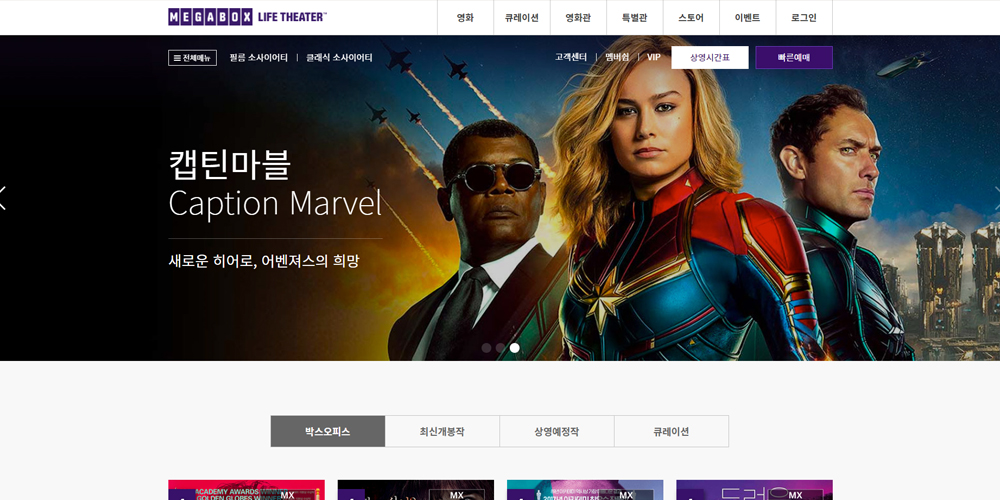 MEGABOX LIFE THEATER™
영화 큐레이션 영화관 특별관 스토어 이벤트 로그인
전체메뉴 필름 소사이어티 클래식 소사이어티 고객센터 멤버쉽 VIP 상영시간표 빠른예매
캡틴마블
Caption Marvel
새로운 히어로, 어벤져스의 희망
박스오피스 최신개봉작 상영예정작 큐레이션
ACADEMY AWARDS WINNER
GOLDEN GLOBES WINNER
MX MX MX MX